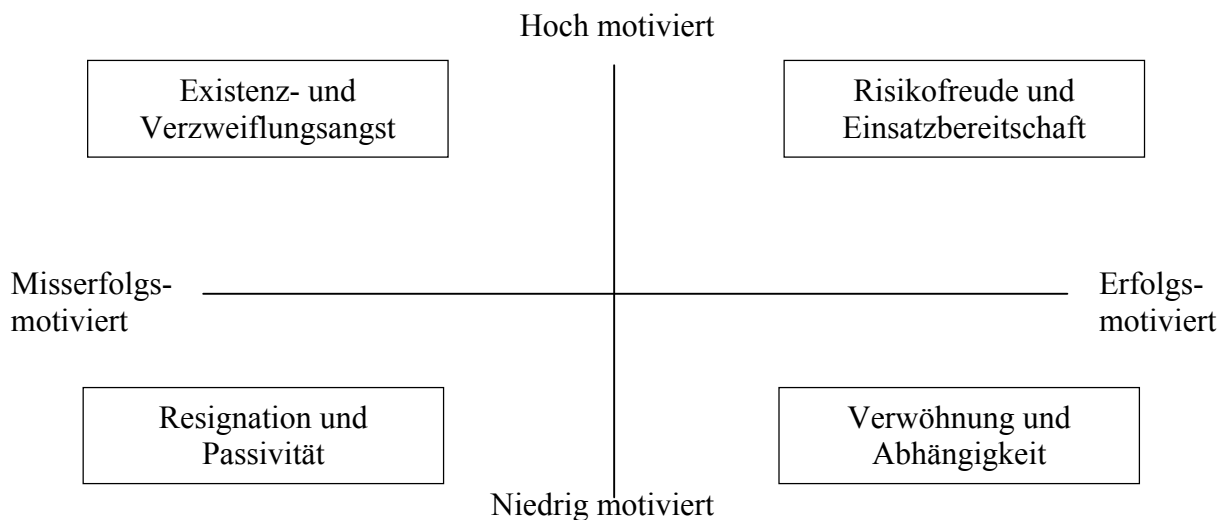 Hoch motiviert
Existenz- und
Verzweiflungsangst
Risikofreude und
Einsatzbereitschaft
Misserfolgs-
motiviert
Erfolgs-
motiviert
Resignation und
Passivität
Verwöhnung und
Abhängigkeit
Niedrig motiviert